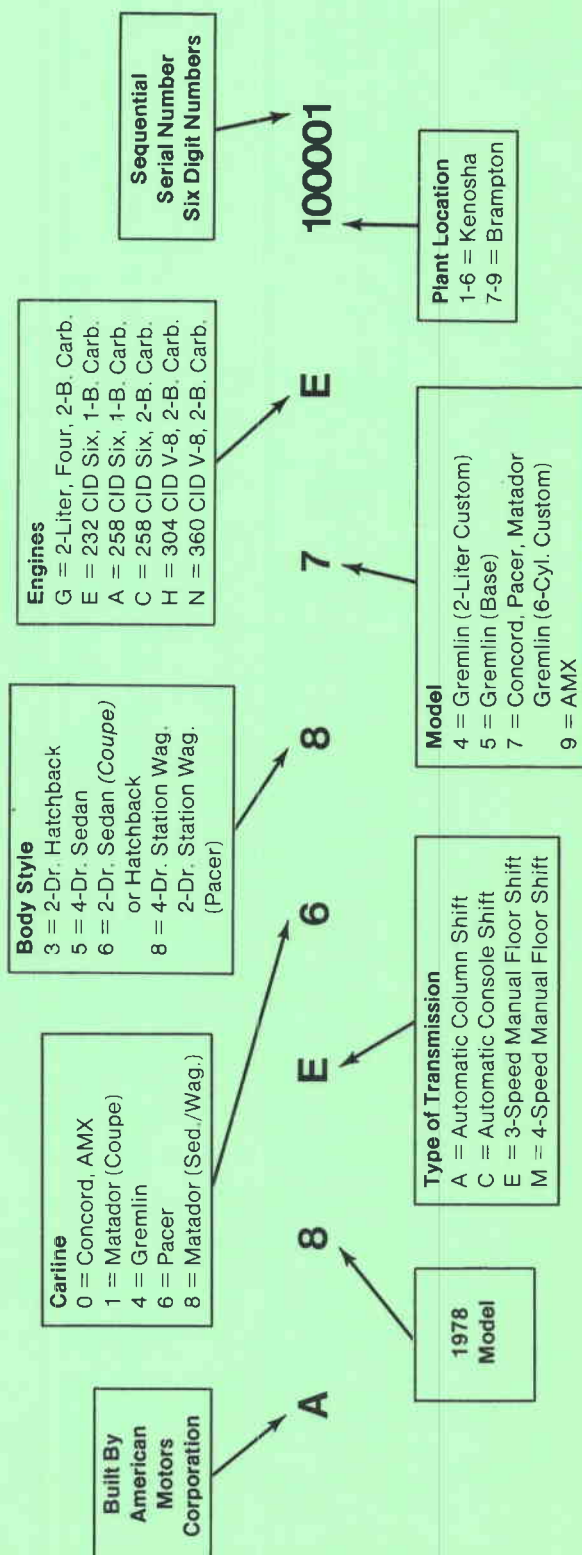 Built By
American
Motors
Corporation
Carline
0 = Concord, AMX
1 = Matador (Coupe)
4 = Gremlin
6 = Pacer
8 = Matador (Sed./Wag.)
Body Style
3 = 2-Dr. Hatchback
5 = 4-Dr. Sedan
6 = 2-Dr. Sedan (Coupe)
or Hatchback
8 = 4-Dr. Station Wag.
2-Dr. Station Wag.
(Pacer)
Engines
G = 2-Liter, Four, 2-B. Carb.
E = 232 CID Six, 1-B. Carb.
A = 258 CID Six, 1-B. Carb.
C = 258 CID Six, 2-B. Carb.
H = 304 CID V-8, 2-B. Carb.
N = 360 CID V-8, 2-B. Carb.
Sequential
Serial Number
Six Digit Numbers
A 8 E 6 8 7 E 100001
1978
Model
Type of Transmission
A = Automatic Column Shift
C = Automatic Console Shift
E = 3-Speed Manual Floor Shift
M = 4-Speed Manual Floor Shift
Model
4 = Gremlin (2-Liter Custom)
5 = Gremlin (Base)
7 = Concord, Pacer, Matador
Gremlin (6-Cyl. Custom)
9 = AMX
Plant Location
1-6 = Kenosha
7-9 = Brampton